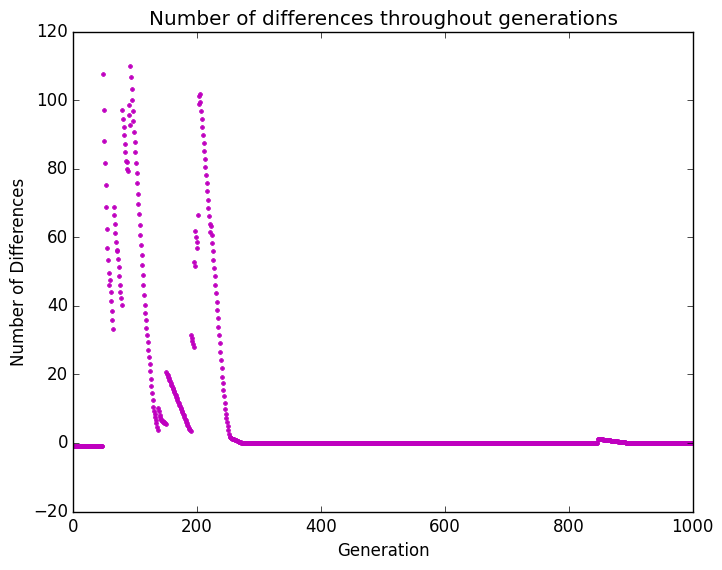 Number of differences throughout generations
120
100
80
60
40
20
0
−20
Number of Differences
0 200 400 600 800 1000
Generation